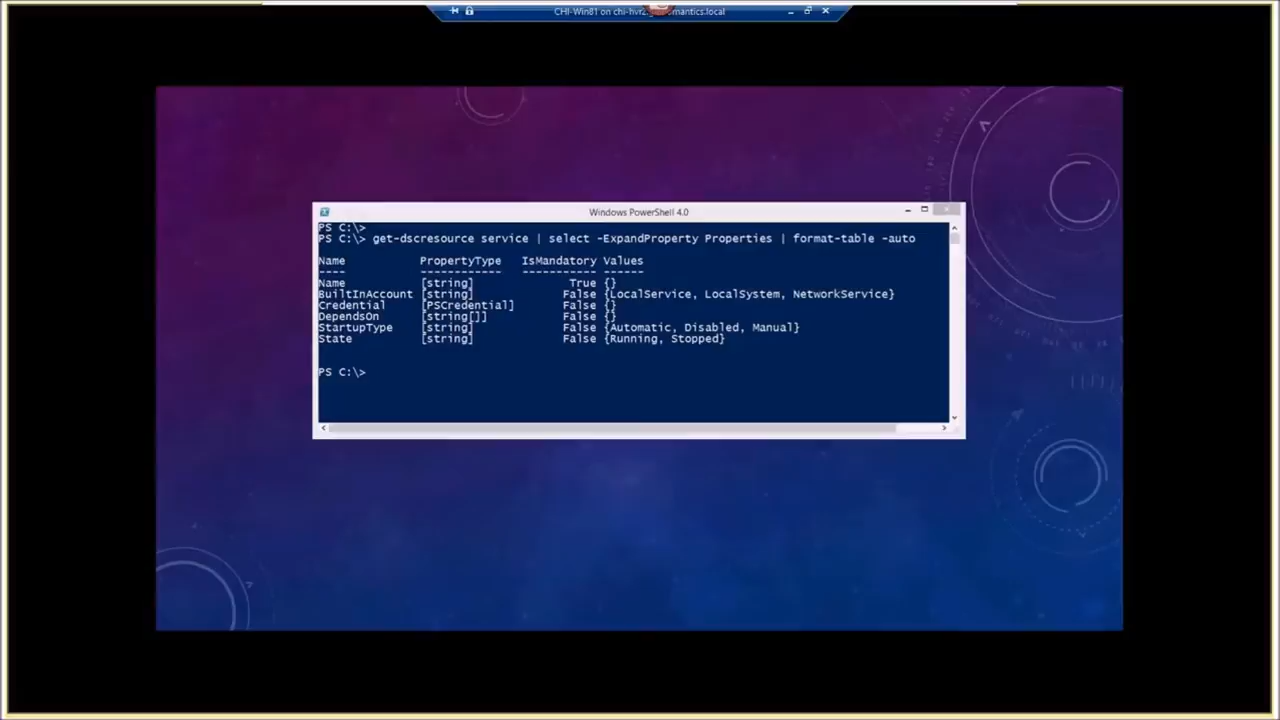 CHI-Win81 on chi-hvr2. mantics.local
Windows PowerShell 4.0
PS C:\>
PS C:\> get-dscresource service | select -ExpandProperty Properties | format-table -auto
Name PropertyType IsMandatory Values
---- ------------ ----------- ------
Name [string] True {}
BuiltInAccount [string] False {LocalService, LocalSystem, NetworkService}
Credential [PSCredential] False {}
DependsOn [string[]] False {}
StartupType [string] False {Automatic, Disabled, Manual}
State [string] False {Running, Stopped}
PS C:\>